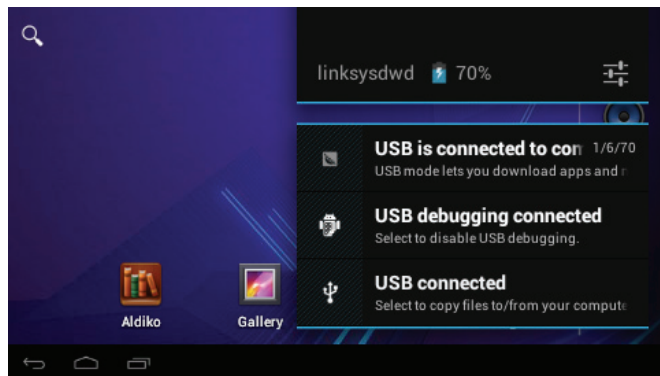 linksysdwd 70%
USB is connected to con 1/6/70
USB mode lets you download apps and
USB debugging connected
Select to disable USB debugging.
USB connected
Select to copy files to/from your compute
Aldiko Gallery